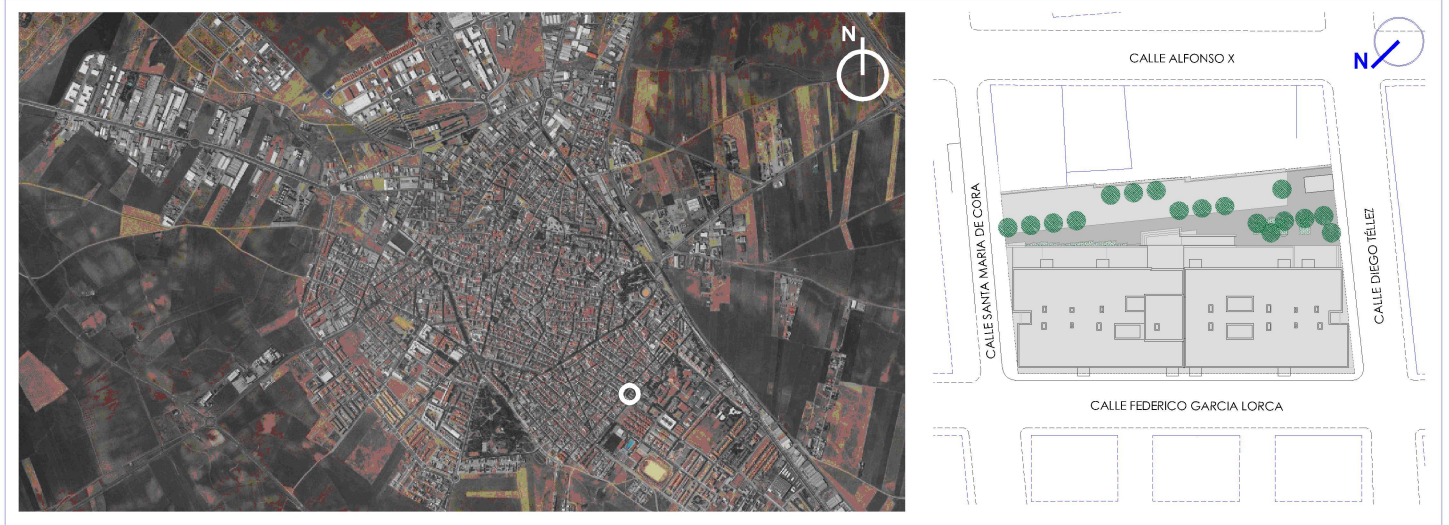 N
CALLE ALFONSO X
N
CALLE SANTA MARIA DE CORA
CALLE DIEGO TÉLLEZ
CALLE FEDERICO GARCIA LORCA